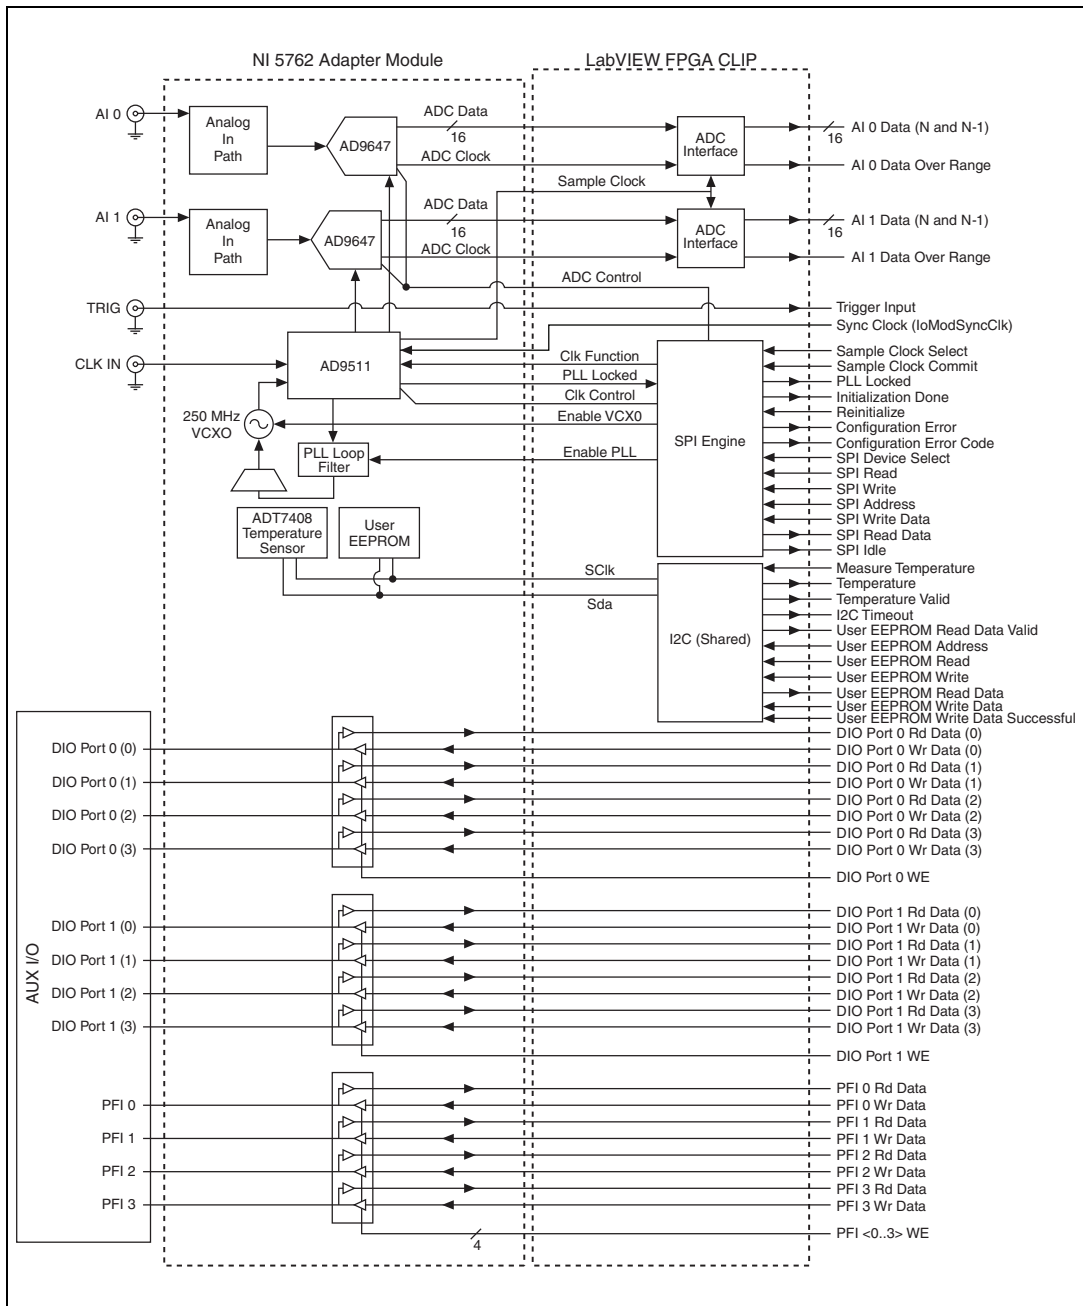 NI 5762 Adapter Module
LabVIEW FPGA CLIP
AI 0
Analog
In
Path
AD9647
ADC Data
16
ADC Clock
ADC
Interface
16
AI 0 Data (N and N-1)
AI 0 Data Over Range
Sample Clock
AI 1
Analog
In
Path
AD9647
ADC Data
16
ADC Clock
ADC
Interface
16
AI 1 Data (N and N-1)
AI 1 Data Over Range
ADC Control
TRIG
Trigger Input
Sync Clock (IoModSyncClk)
CLK IN
AD9511
Clk Function
PLL Locked
Clk Control
Enable VCX0
Enable PLL
250 MHz
VCXO
PLL Loop
Filter
SPI Engine
Sample Clock Select
Sample Clock Commit
PLL Locked
Initialization Done
Reinitialize
Configuration Error
Configuration Error Code
SPI Device Select
SPI Read
SPI Write
SPI Address
SPI Write Data
SPI Read Data
SPI Idle
ADT7408
Temperature
Sensor
User
EEPROM
SClk
Sda
I2C (Shared)
Measure Temperature
Temperature
Temperature Valid
I2C Timeout
User EEPROM Read Data Valid
User EEPROM Address
User EEPROM Read
User EEPROM Write
User EEPROM Read Data
User EEPROM Write Data
User EEPROM Write Data Successful
AUX I/O
DIO Port 0 (0)
DIO Port 0 (1)
DIO Port 0 (2)
DIO Port 0 (3)
DIO Port 0 Rd Data (0)
DIO Port 0 Wr Data (0)
DIO Port 0 Rd Data (1)
DIO Port 0 Wr Data (1)
DIO Port 0 Rd Data (2)
DIO Port 0 Wr Data (2)
DIO Port 0 Rd Data (3)
DIO Port 0 Wr Data (3)
DIO Port 0 WE
DIO Port 1 (0)
DIO Port 1 (1)
DIO Port 1 (2)
DIO Port 1 (3)
DIO Port 1 Rd Data (0)
DIO Port 1 Wr Data (0)
DIO Port 1 Rd Data (1)
DIO Port 1 Wr Data (1)
DIO Port 1 Rd Data (2)
DIO Port 1 Wr Data (2)
DIO Port 1 Rd Data (3)
DIO Port 1 Wr Data (3)
DIO Port 1 WE
PFI 0
PFI 1
PFI 2
PFI 3
PFI 0 Rd Data
PFI 0 Wr Data
PFI 1 Rd Data
PFI 1 Wr Data
PFI 2 Rd Data
PFI 2 Wr Data
PFI 3 Rd Data
PFI 3 Wr Data
4
PFI <0..3> WE